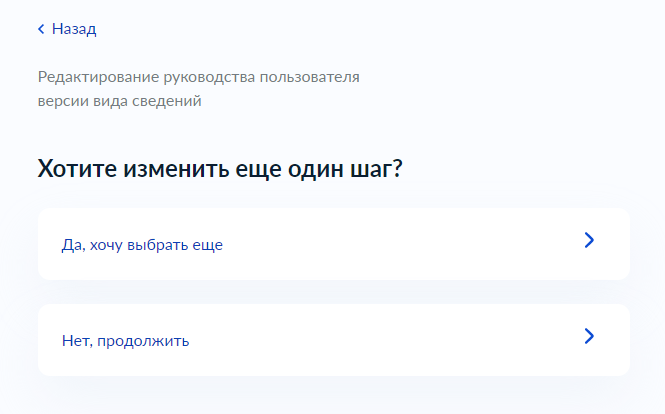 Назад
Редактирование руководства пользователя
версии вида сведений
Хотите изменить еще один шаг?
Да, хочу выбрать еще
Нет, продолжить